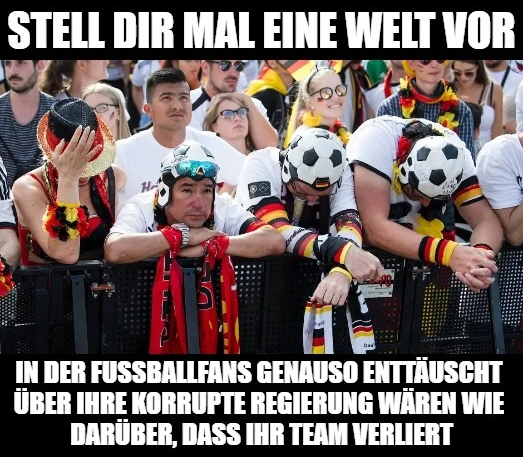 STELL DIR MAL EINE WELT VOR
IN DER FUSSBALLFANS GENAUSO ENTTÄUSCHT
ÜBER IHRE KORRUPTE REGIERUNG WÄREN WIE
DARÜBER, DASS IHR TEAM VERLIERT